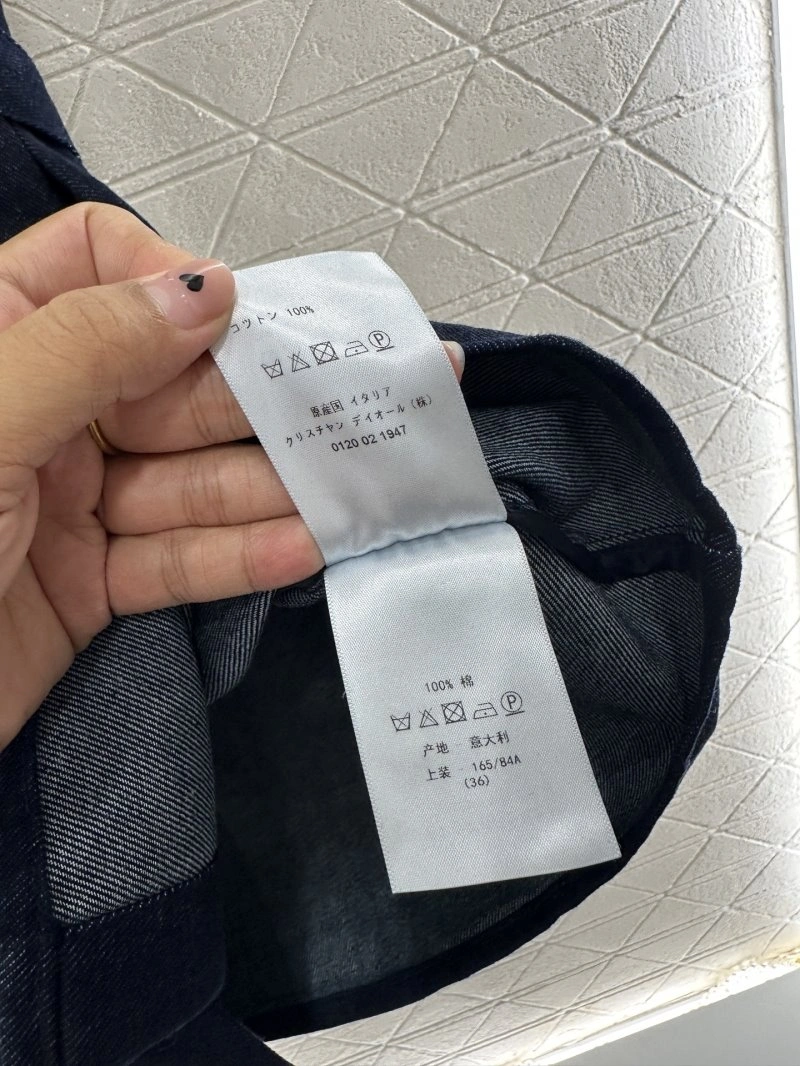 コットン 100%
原産国 イタリア
クリスチャン ディオール (株)
0120 02 1947
100% 棉
产地 意大利
上装 165/84A
(36)